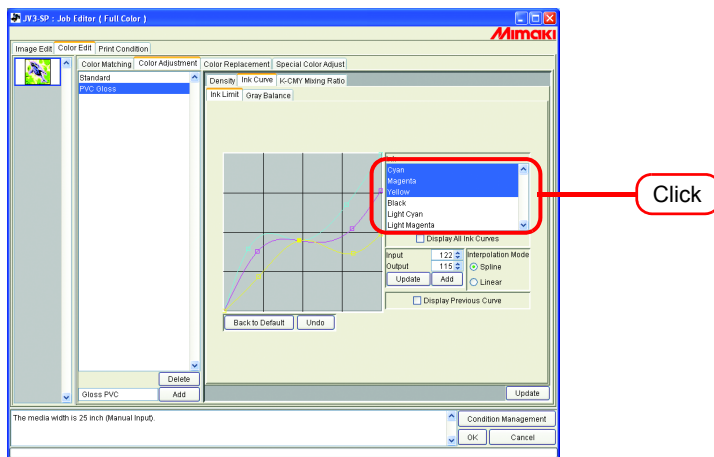 JV3-SP : Job Editor ( Full Color )
Mimaki
Image Edit Color Edit Print Condition
Color Matching Color Adjustment Color Replacement Special Color Adjust
Standard
PVC Gloss
Density Ink Curve K-CMY Mixing Ratio
Ink Limit Gray Balance
Cyan
Magenta
Yellow
Black
Light Cyan
Light Magenta
Click
Display All Ink Curves
Input 122 Interpolation Mode
Output 115 Spline
Update Add Linear
Display Previous Curve
Back to Default Undo
Delete
Gloss PVC Add Update
The media width is 25 inch (Manual Input).
Condition Management
OK Cancel